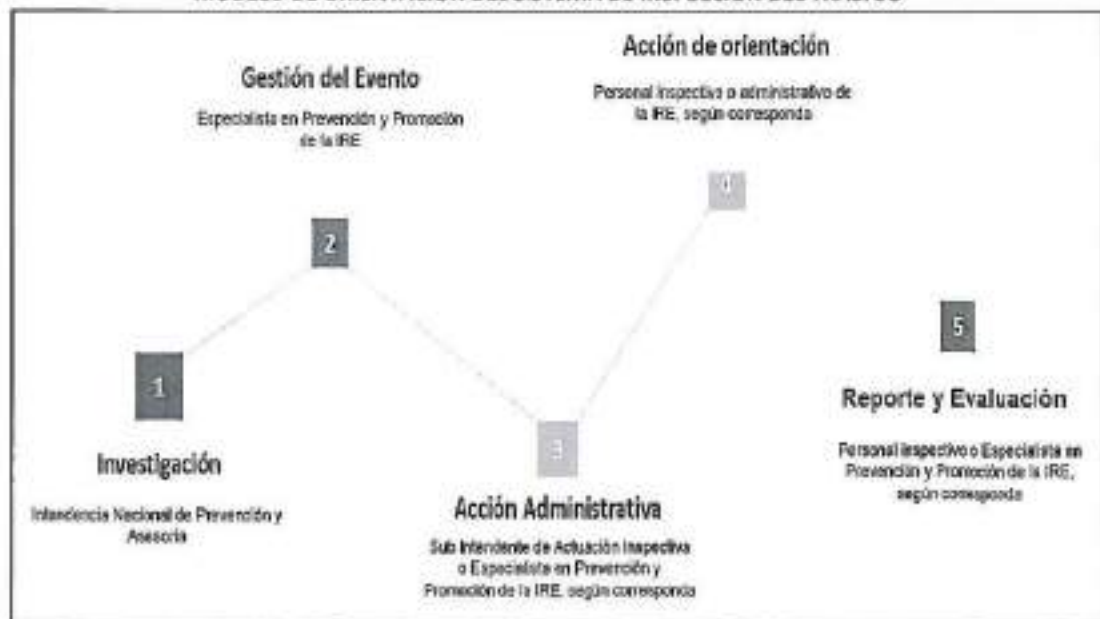 Gestión del Evento
Especialista en Prevención y Promoción
de la IRE
Acción de orientación
Personal Inspectivo o administrativo de
la IRE, según corresponda
2
1
Investigación
Intendencia Nacional de Prevención y
Asesoría
3
Acción Administrativa
Sub Intendente de Actuación Inspectiva
o Especialista en Prevención y
Promoción de la IRE, según corresponda
5
Reporte y Evaluación
Personal Inspectivo o Especialista en
Prevención y Promoción de la IRE,
según corresponda